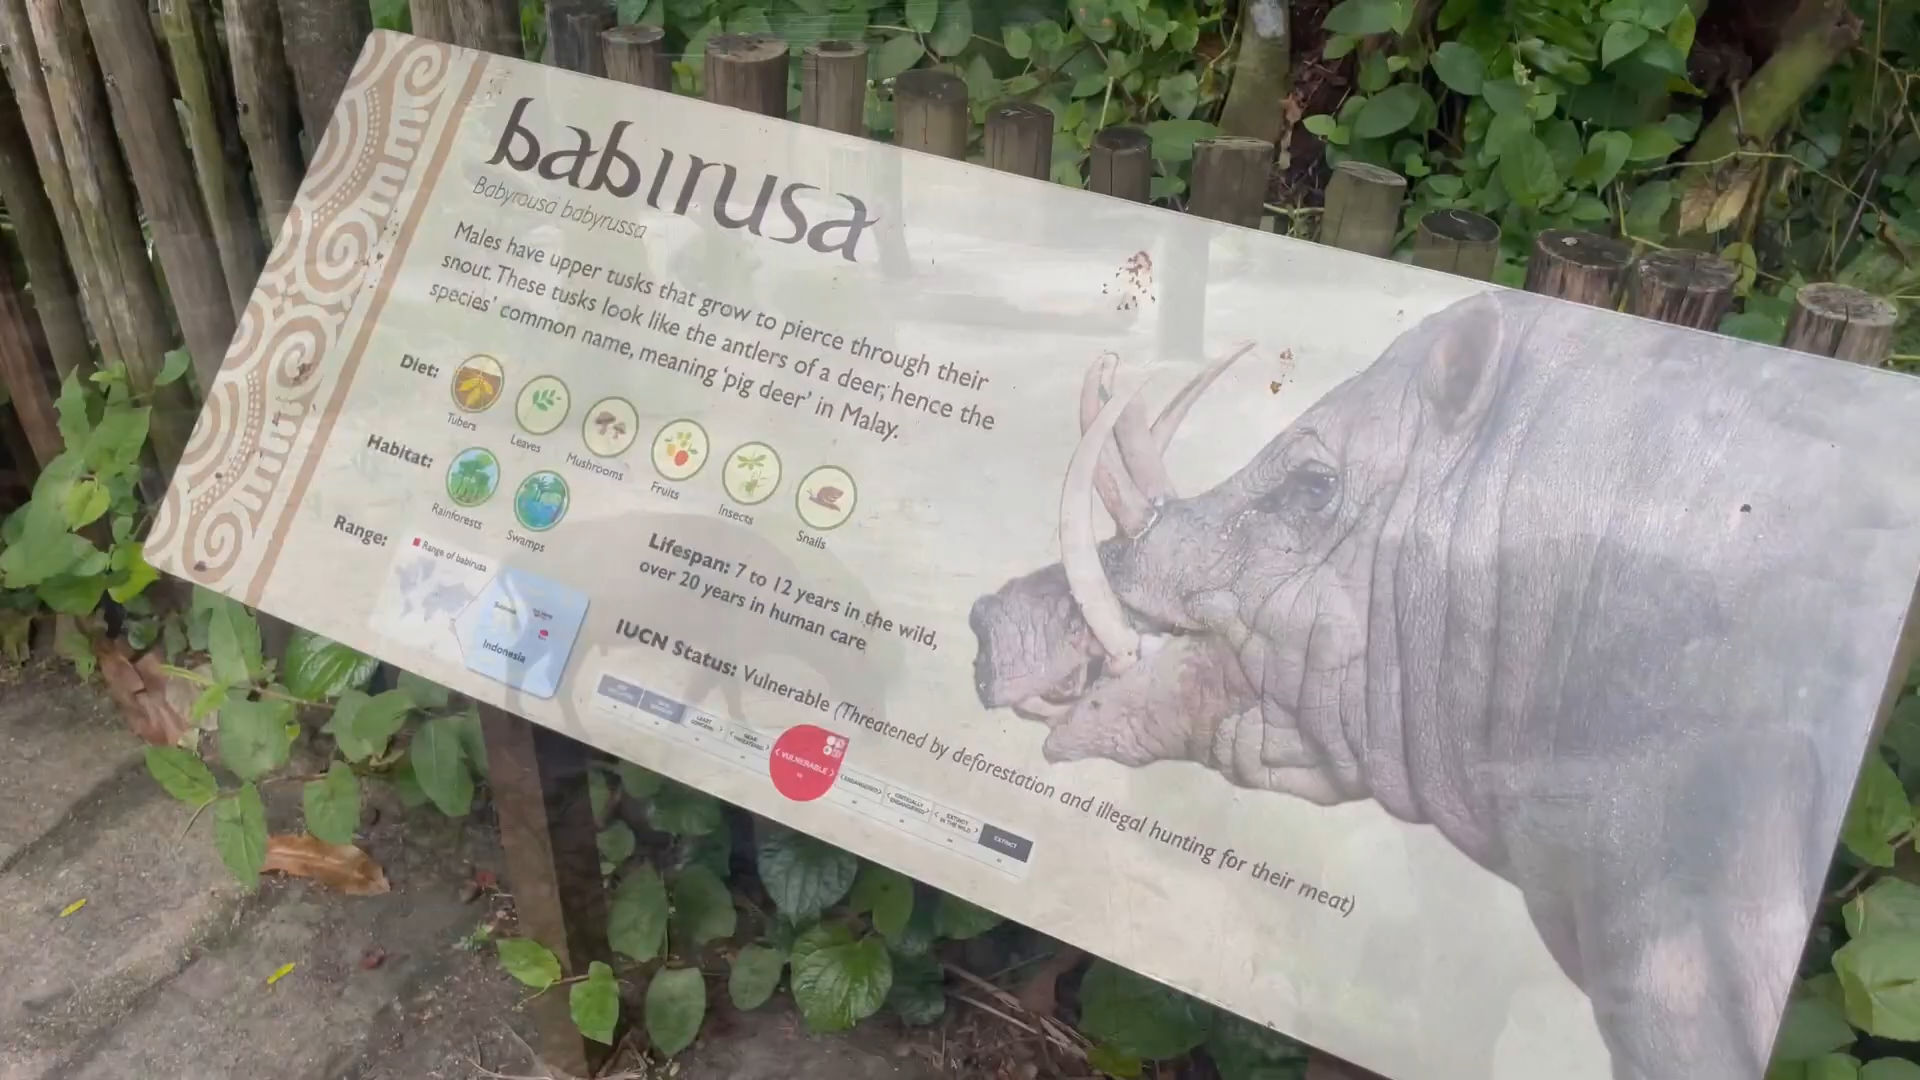 babirusa
Babyrousa babyrussa
Males have upper tusks that grow to pierce through their
snout. These tusks look like the antlers of a deer, hence the
species' common name, meaning 'pig deer' in Malay.
Diet:
Tubers
Leaves
Mushrooms
Fruits
Insects
Snails
Habitat:
Rainforests
Swamps
Range:
Range of babirusa
Indonesia
Lifespan: 7 to 12 years in the wild,
over 20 years in human care
IUCN Status: Vulnerable (Threatened by deforestation and illegal hunting for their meat)
LEAST
CONCERN
NEAR
THREATENED
VULNERABLE
ENDANGERED
CRITICALLY
ENDANGERED
EXTINCT
IN THE WILD
EXTINCT